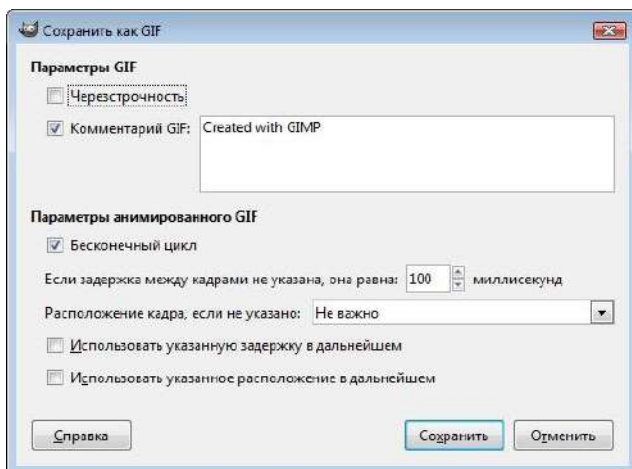 Сохранить как GIF
Параметры GIF
Черезстрочность
Комментарий GIF: Created with GIMP
Параметры анимированного GIF
Бесконечный цикл
Если задержка между кадрами не указана, она равна: 100 миллисекунд
Расположение кадра, если не указано: Не важно
Использовать указанную задержку в дальнейшем
Использовать указанное расположение в дальнейшем
Справка Сохранить Отменить